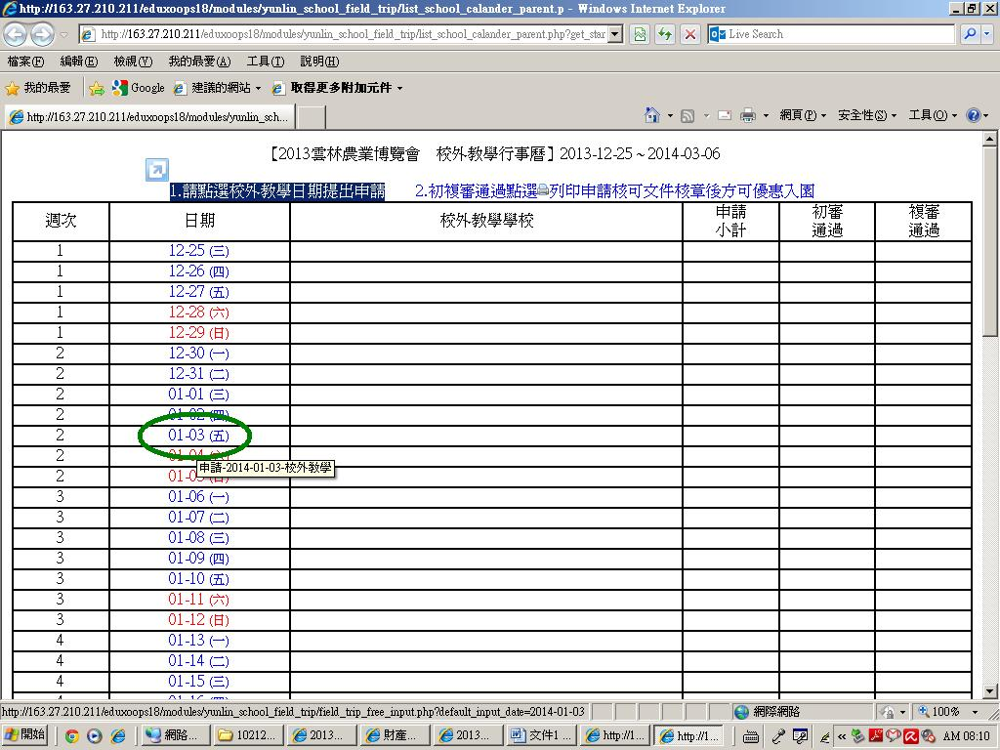 http://163.27.210.211/eduxoops18/modules/yunlin_school_field_trip/list_school_calander_parent.p - Windows Internet Explorer
http://163.27.210.211/eduxoops18/modules/yunlin_school_field_trip/list_school_calander_parent.php?get_star
Live Search
檔案(F) 編輯(E) 檢視(V) 我的最愛(A) 工具(T) 說明(H)
我的最愛 Google 建議的網站 取得更多附加元件
http://163.27.210.211/eduxoops18/modules/yunlin_sch...
網頁(P) 安全性(S) 工具(O)
【2013雲林農業博覽會 校外教學行事曆】2013-12-25～2014-03-06
1.請點選校外教學日期提出申請 2.初複審通過點選列印申請核可文件核章後方可優惠入園
週次 日期 校外教學學校 申請小計 初審通過 複審通過
1 12-25 (三)
1 12-26 (四)
1 12-27 (五)
1 12-28 (六)
1 12-29 (日)
2 12-30 (一)
2 12-31 (二)
2 01-01 (三)
2 01-02 (四)
2 01-03 (五)
2 01-04 (六)
申請-2014-01-03-校外教學
2 01-05 (日)
3 01-06 (一)
3 01-07 (二)
3 01-08 (三)
3 01-09 (四)
3 01-10 (五)
3 01-11 (六)
3 01-12 (日)
4 01-13 (一)
4 01-14 (二)
4 01-15 (三)
http://163.27.210.211/eduxoops18/modules/yunlin_school_field_trip/field_trip_free_input.php?default_input_date=2014-01-03 網際網路 100%
開始 網路... 10212... 2013... 財產... 2013... 文件1... http://1... http://1... AM 08:10